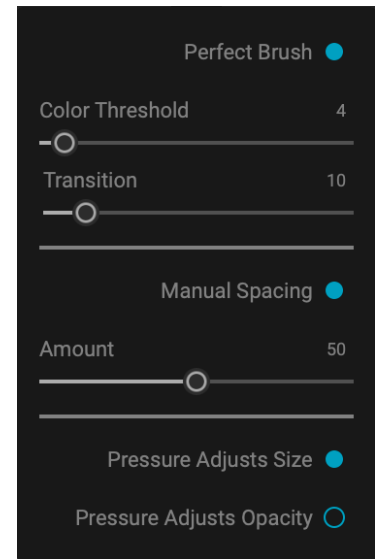 Perfect Brush
Color Threshold 4
Transition 10
Manual Spacing
Amount 50
Pressure Adjusts Size
Pressure Adjusts Opacity